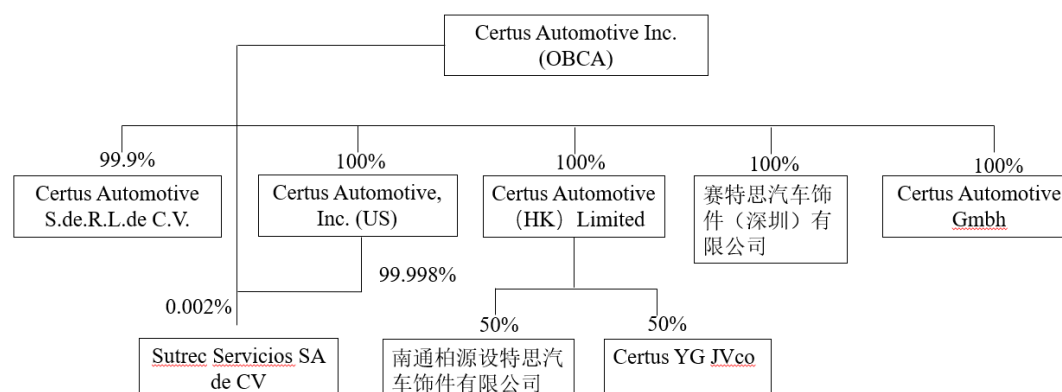 Certus Automotive Inc.
(OBCA)
99.9%
100%
100%
100%
100%
Certus Automotive
S.de.R.L.de C.V.
Certus Automotive,
Inc. (US)
Certus Automotive
（HK）Limited
赛特思汽车饰
件（深圳）有
限公司
Certus Automotive
Gmbh
99.998%
0.002%
50%
50%
Sutrec Servicios SA
de CV
南通柏源设特思汽
车饰件有限公司
Certus YG JVco